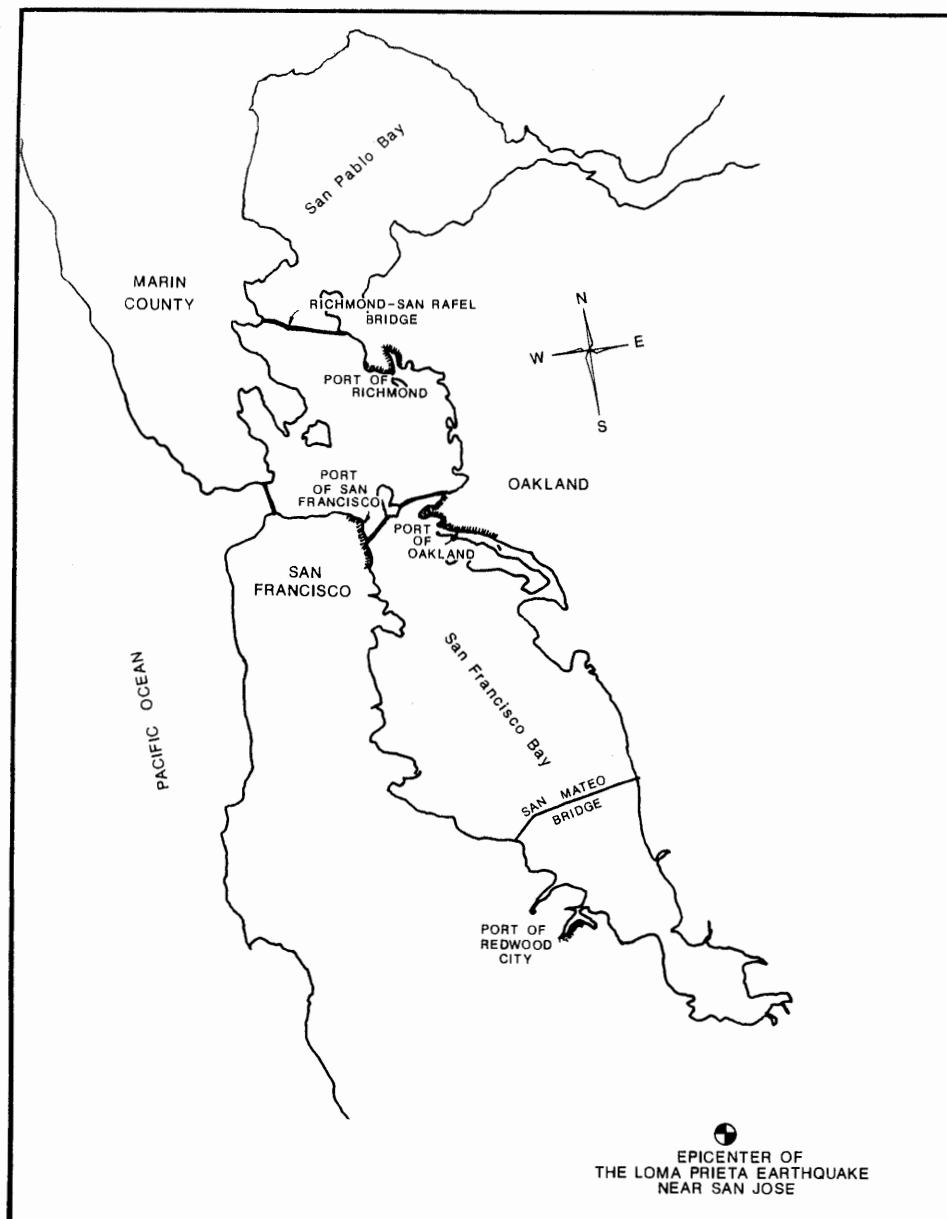 San Pablo Bay
MARIN
COUNTY
RICHMOND-SAN RAFEL
BRIDGE
N
W
E
S
PORT OF
RICHMOND
PORT
OF SAN
FRANCISCO
OAKLAND
PORT
OF
OAKLAND
SAN
FRANCISCO
San Francisco Bay
PACIFIC OCEAN
SAN MATEO
BRIDGE
PORT OF
REDWOOD
CITY
EPICENTER OF
THE LOMA PRIETA EARTHQUAKE
NEAR SAN JOSE